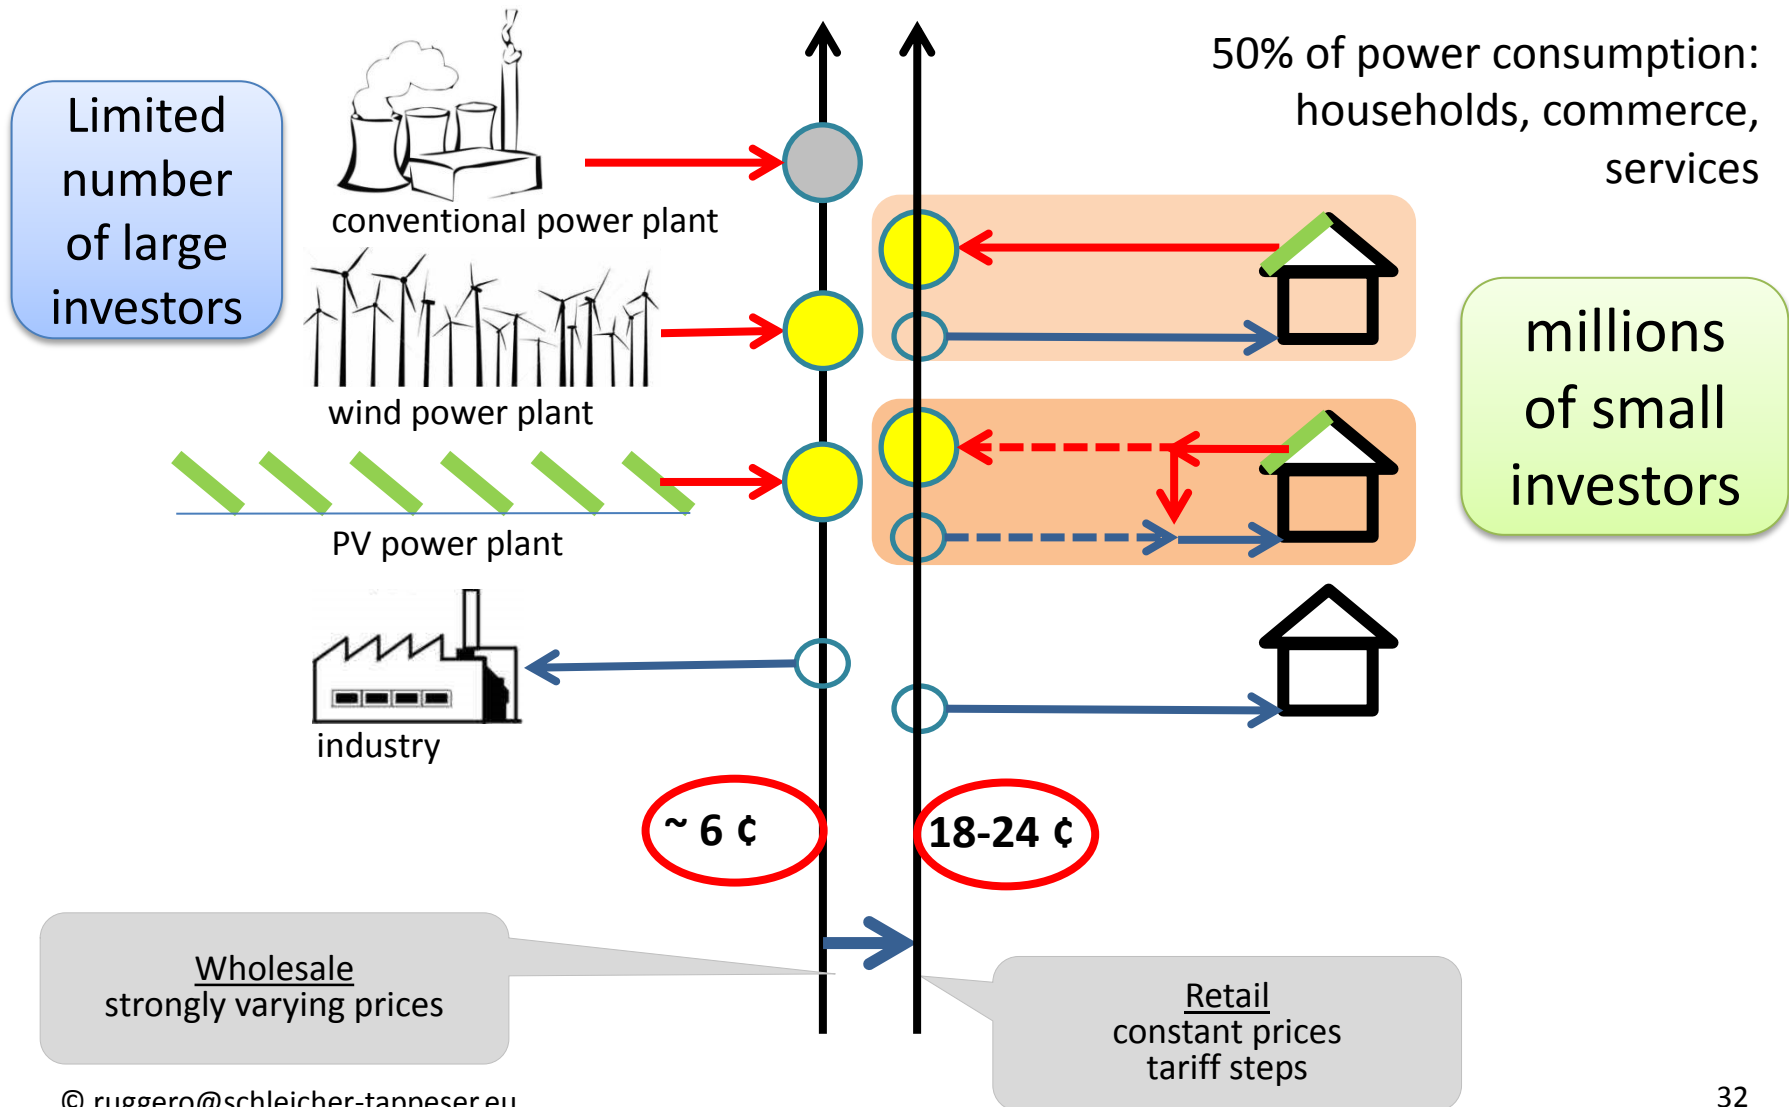 50% of power consumption:
households, commerce,
services
Limited
number
of large
investors
conventional power plant
wind power plant
PV power plant
industry
millions
of small
investors
~ 6 ¢
18-24 ¢
Wholesale
strongly varying prices
Retail
constant prices
tariff steps
© ruggero@schleicher-tappeser.eu
32